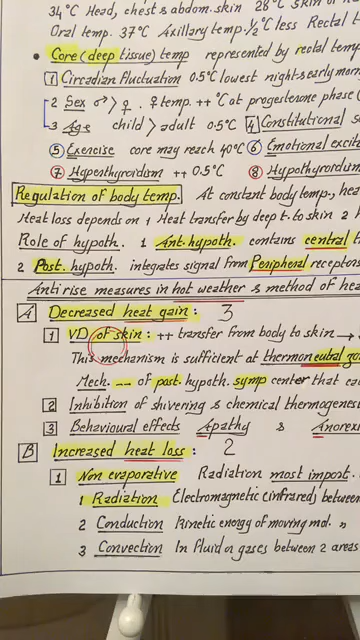 34°C Head, chest & abdom. skin 28°C skin of
Oral temp. 37°C Axillary temp. ½°C less Rectal t
• Core (deep tissue) temp represented by rectal temp
1 Circadian Fluctuation 0.5°C lowest night & early mor
2 Sex ♂ > ♀ . ♀ temp. ++ °C at progesterone phase (
3 Age child > adult 0.5°C 4 Constitutional
5 Exercise core may reach 40°C 6 Emotional excit
7 Hyperthyroidism ++ 0.5°C 8 Hypothyroidism
Regulation of body temp. At constant body temp., hea
Heat loss depends on 1 Heat transfer by deep t. to skin 2
Role of hypoth. 1 Ant. hypoth. contains central t
2 Post. hypoth. integrates signal from Peripheral receptors
Anti rise measures in hot weather & method of hea
A Decreased heat gain: 3
1 VD of skin: ++ transfer from body to skin →
This mechanism is sufficient at thermoneutral zo
Mech. -- of post. hypoth. symp center that ca
2 Inhibition of shivering & chemical thermogenes
3 Behavioural effects Apathy & Anorex
B Increased heat loss: 2
1 Non evaporative Radiation most import.
1 Radiation Electromagnetic (infrared) betwee
2 Conduction Kinetic energy of moving mol. "
3 Convection In Fluid or gases between 2 areas